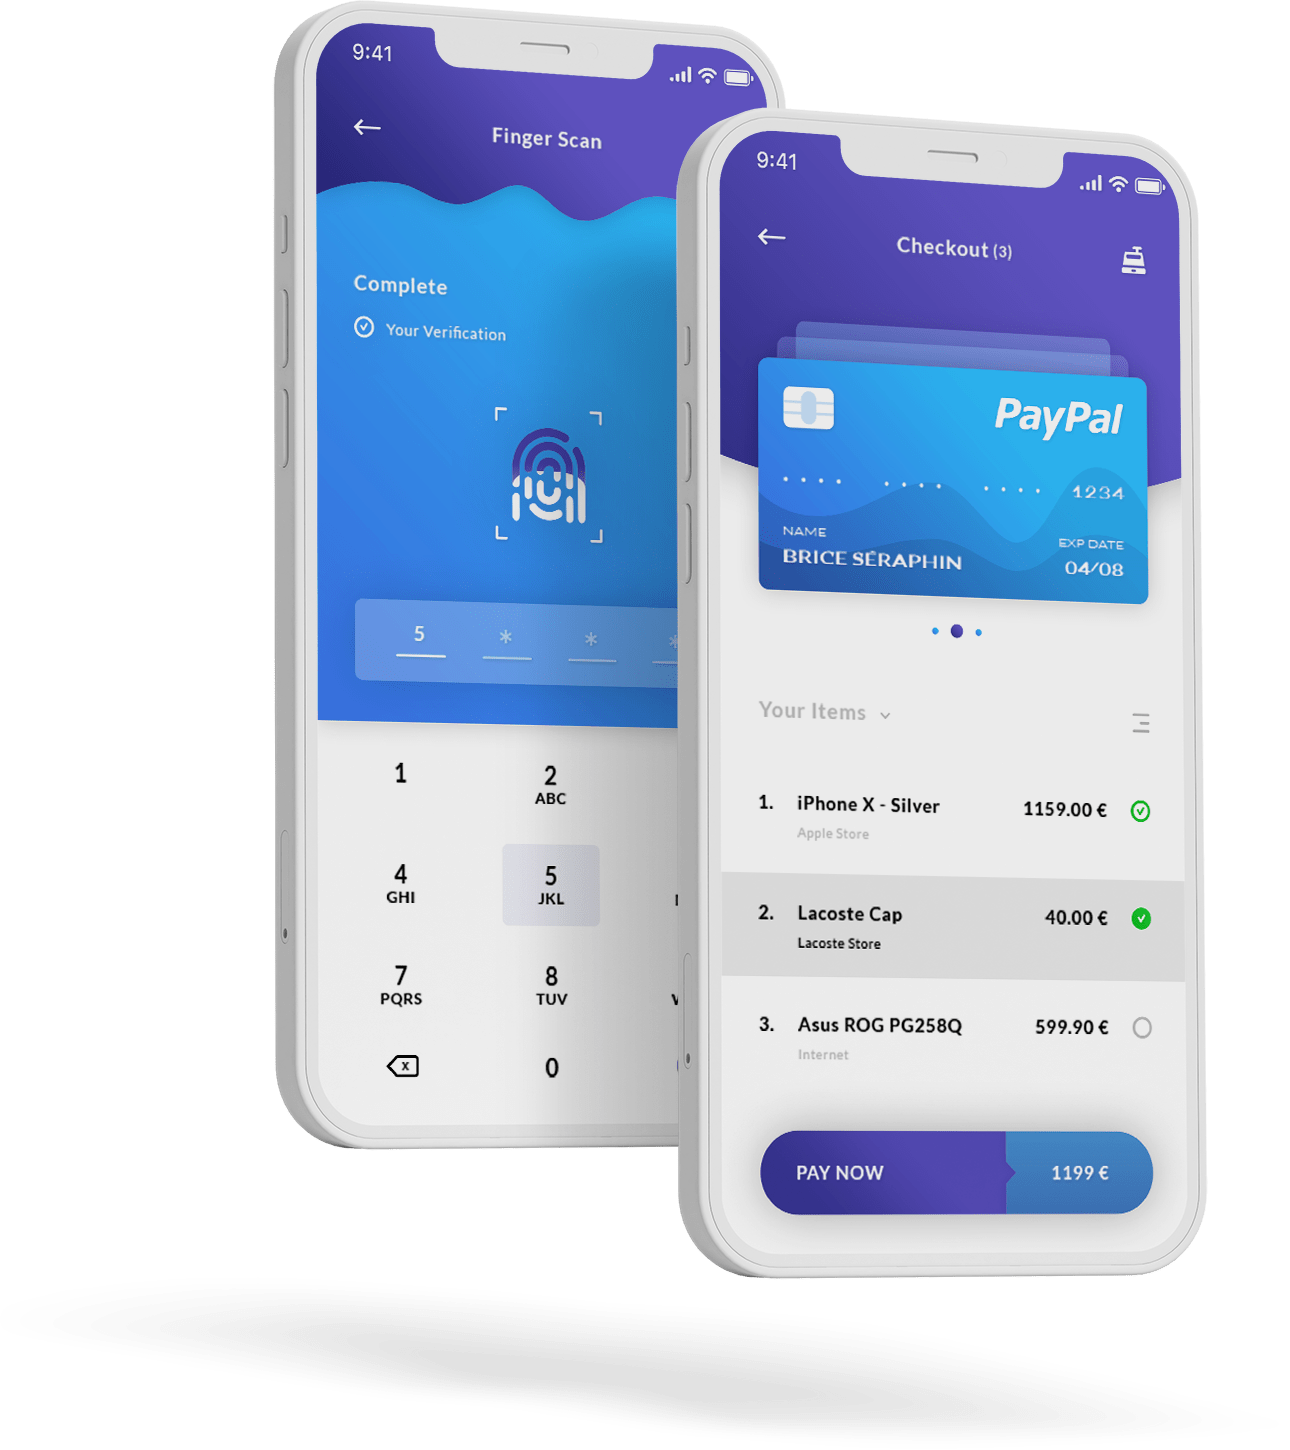 9:41
Finger Scan
Complete
Your Verification
5 * * *
1
2
ABC
4
GHI
5
JKL
7
PQRS
8
TUV
x
0
9:41
Checkout (3)
PayPal
1234
NAME
BRICE SÉRAPHIN
EXP DATE
04/08
Your Items
1. iPhone X - Silver 1159.00 €
Apple Store
2. Lacoste Cap 40.00 €
Lacoste Store
3. Asus ROG PG258Q 599.90 €
Internet
PAY NOW 1199 €